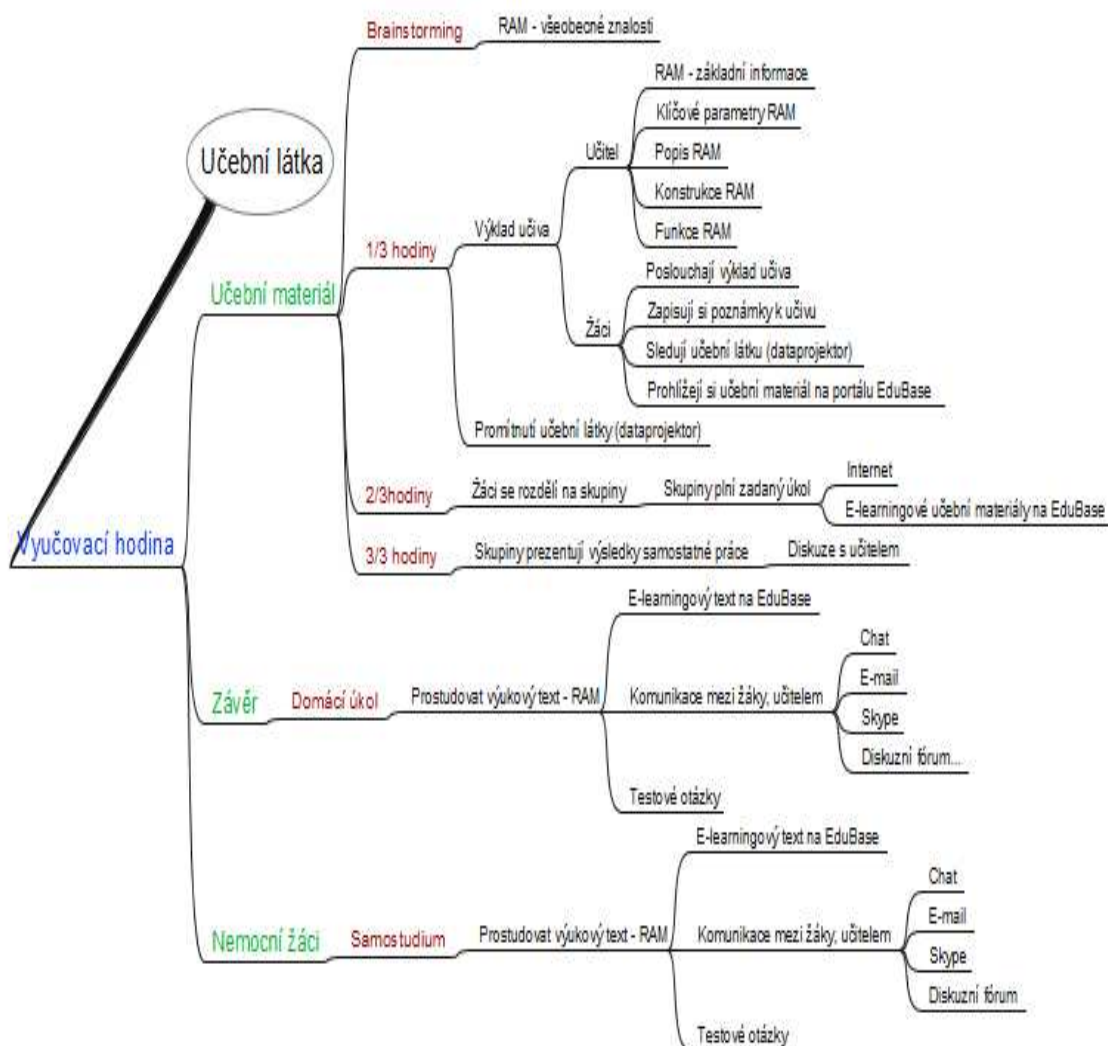 Učební látka
Vyučovací hodina
Učební materiál
Brainstorming
RAM - všeobecné znalosti
1/3 hodiny
Výklad učiva
Učitel
RAM - základní informace
Klíčové parametry RAM
Popis RAM
Konstrukce RAM
Funkce RAM
Žáci
Poslouchají výklad učiva
Zapisují si poznámky k učivu
Sledují učební látku (dataprojektor)
Prohlížejí si učební materiál na portálu EduBase
Promítnutí učební látky (dataprojektor)
2/3hodiny
Žáci se rozdělí na skupiny
Skupiny plní zadaný úkol
Internet
E-learningové učební materiály na EduBase
3/3 hodiny
Skupiny prezentují výsledky samostatné práce
Diskuze s učitelem
Závěr
Domácí úkol
Prostudovat výukový text - RAM
E-learningový text na EduBase
Komunikace mezi žáky, učitelem
Chat
E-mail
Skype
Diskuzní fórum...
Testové otázky
Nemocní žáci
Samostudium
Prostudovat výukový text - RAM
E-learningový text na EduBase
Komunikace mezi žáky, učitelem
Chat
E-mail
Skype
Diskuzní fórum
Testové otázky